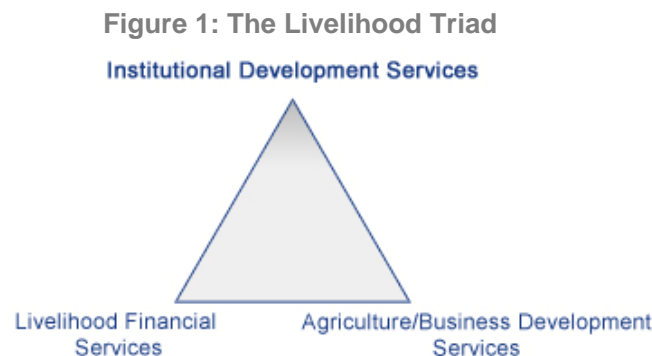 Figure 1: The Livelihood Triad
Institutional Development Services
Livelihood Financial
Services
Agriculture/Business Development
Services